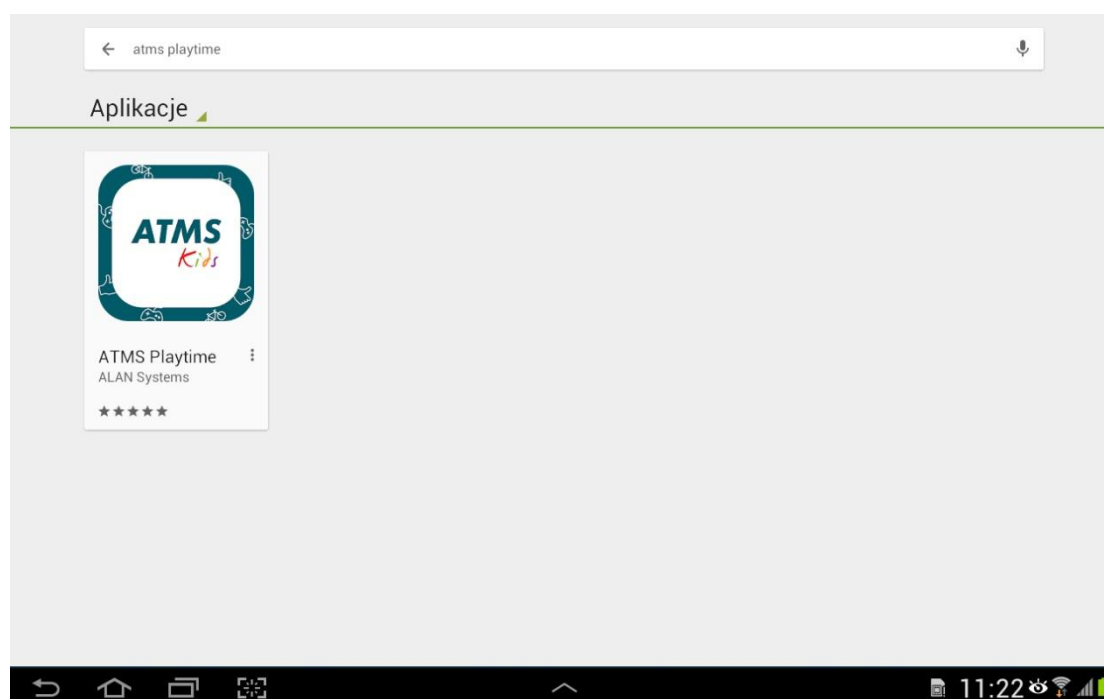 atms playtime
Aplikacje
ATMS
Kids
ATMS Playtime
ALAN Systems
11:22